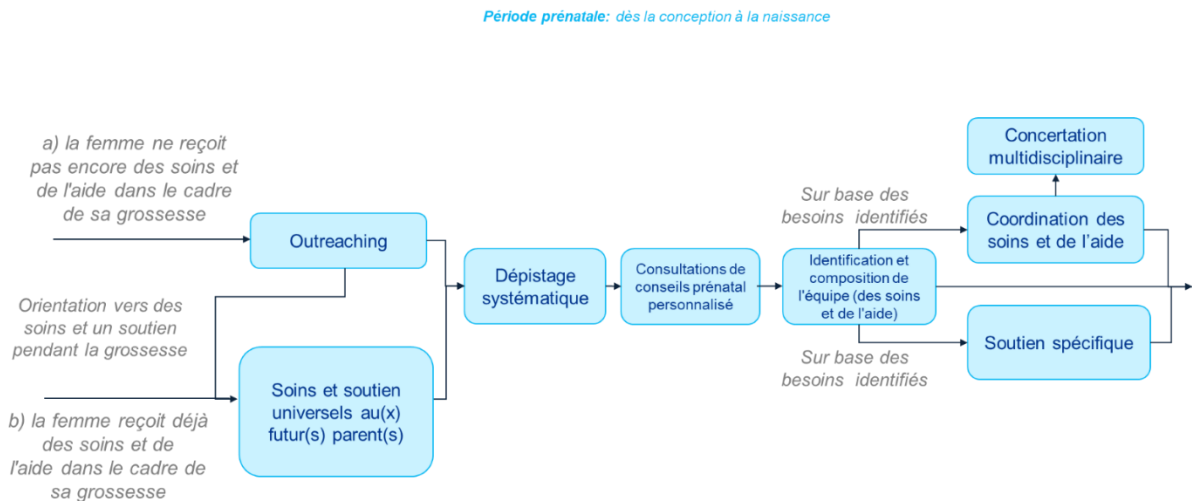 Période prénatale: dès la conception à la naissance
a) la femme ne reçoit
pas encore des soins et
de l'aide dans le cadre
de sa grossesse
Outreaching
Orientation vers des
soins et un soutien
pendant la grossesse
Soins et soutien
universels au(x)
futur(s) parent(s)
b) la femme reçoit déjà
des soins et de
l'aide dans le cadre de
sa grossesse
Dépistage
systématique
Consultations de
conseils prénatal
personnalisé
Identification et
composition de
l'équipe (des soins
et de l'aide)
Sur base des
besoins identifiés
Concertation
multidisciplinaire
Coordination des
soins et de l'aide
Sur base des
besoins identifiés
Soutien spécifique